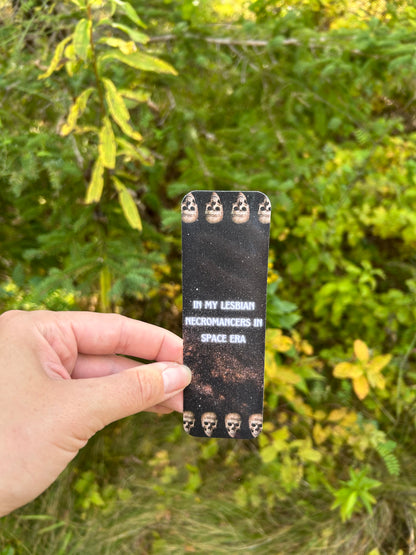 IN MY LESBIAN
NECROMANCERS IN
SPACE ERA